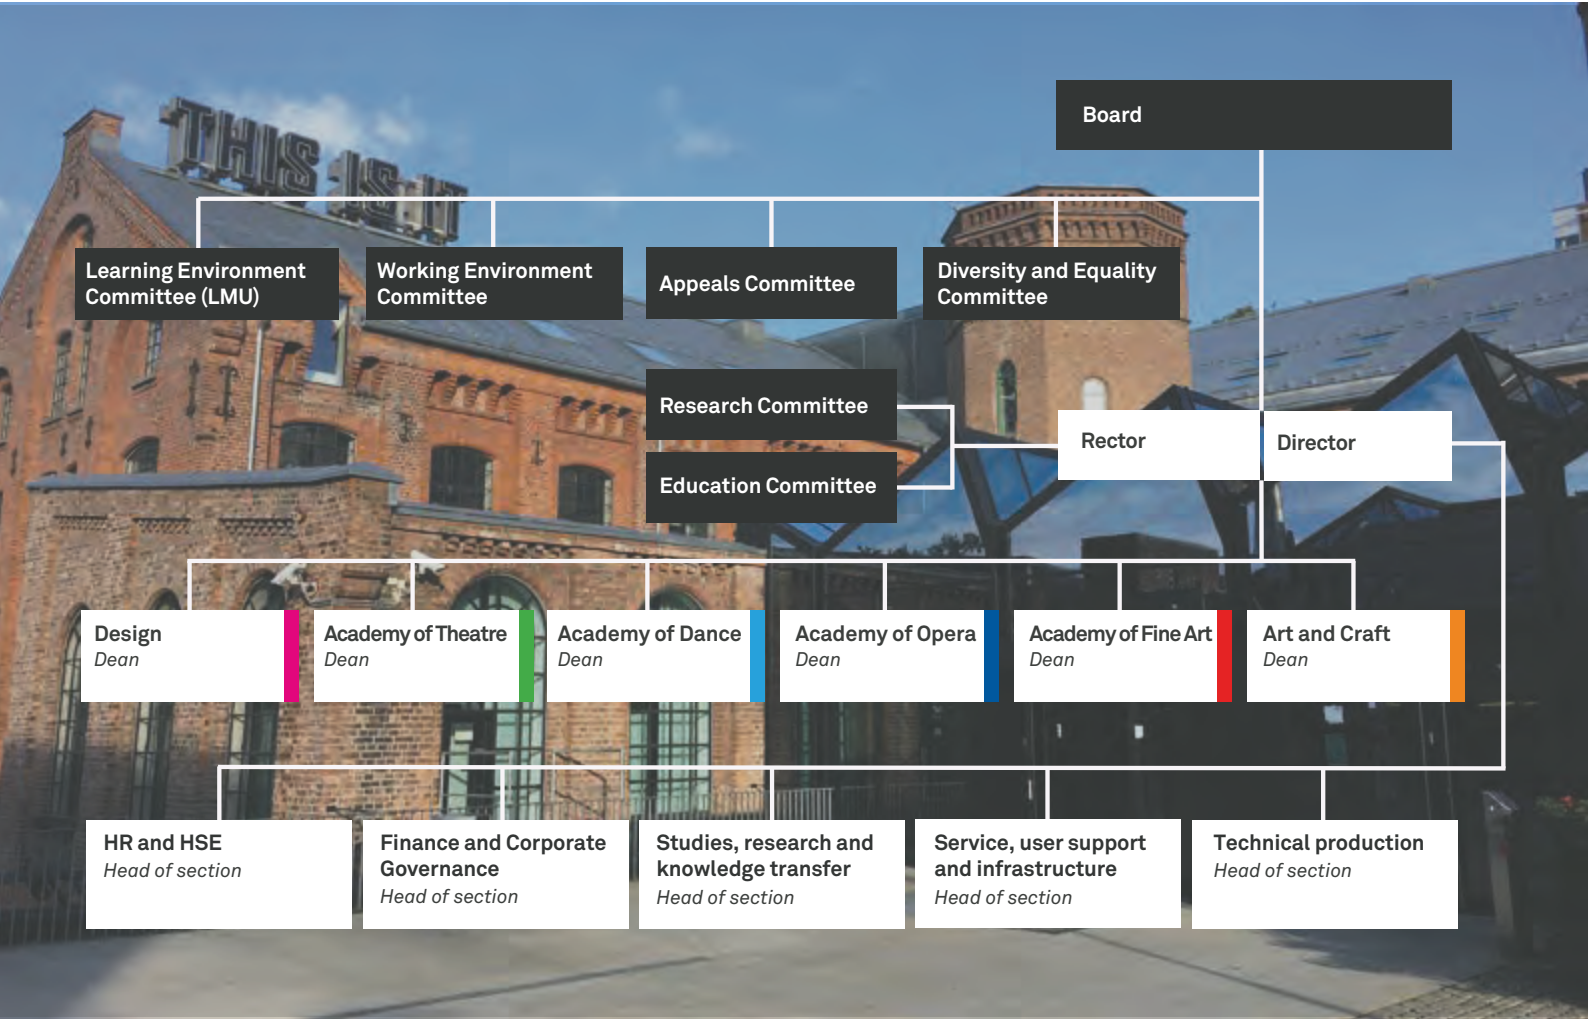 THIS IS IT
Board
Learning Environment
Committee (LMU)
Working Environment
Committee
Appeals Committee
Diversity and Equality
Committee
Research Committee
Education Committee
Rector
Director
Design
Dean
Academy of Theatre
Dean
Academy of Dance
Dean
Academy of Opera
Dean
Academy of Fine Art
Dean
Art and Craft
Dean
HR and HSE
Head of section
Finance and Corporate
Governance
Head of section
Studies, research and
knowledge transfer
Head of section
Service, user support
and infrastructure
Head of section
Technical production
Head of section